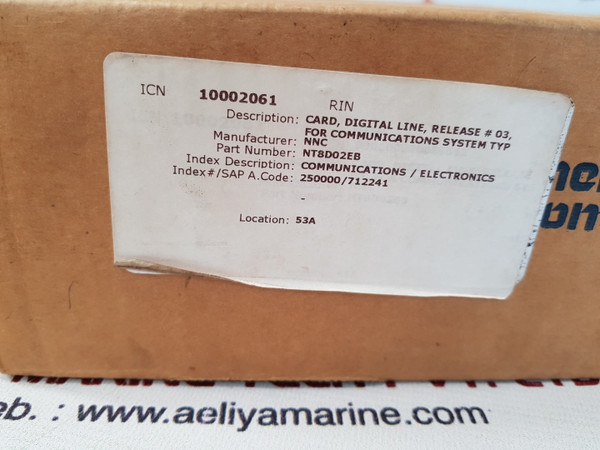 ICN 10002061 RIN
Description: CARD, DIGITAL LINE, RELEASE # 03,
FOR COMMUNICATIONS SYSTEM TYP
Manufacturer: NNC
Part Number: NT8D02EB
Index Description: COMMUNICATIONS / ELECTRONICS
Index#/SAP A.Code: 250000/712241
-
Location: 53A
www.aeliyamarine.com